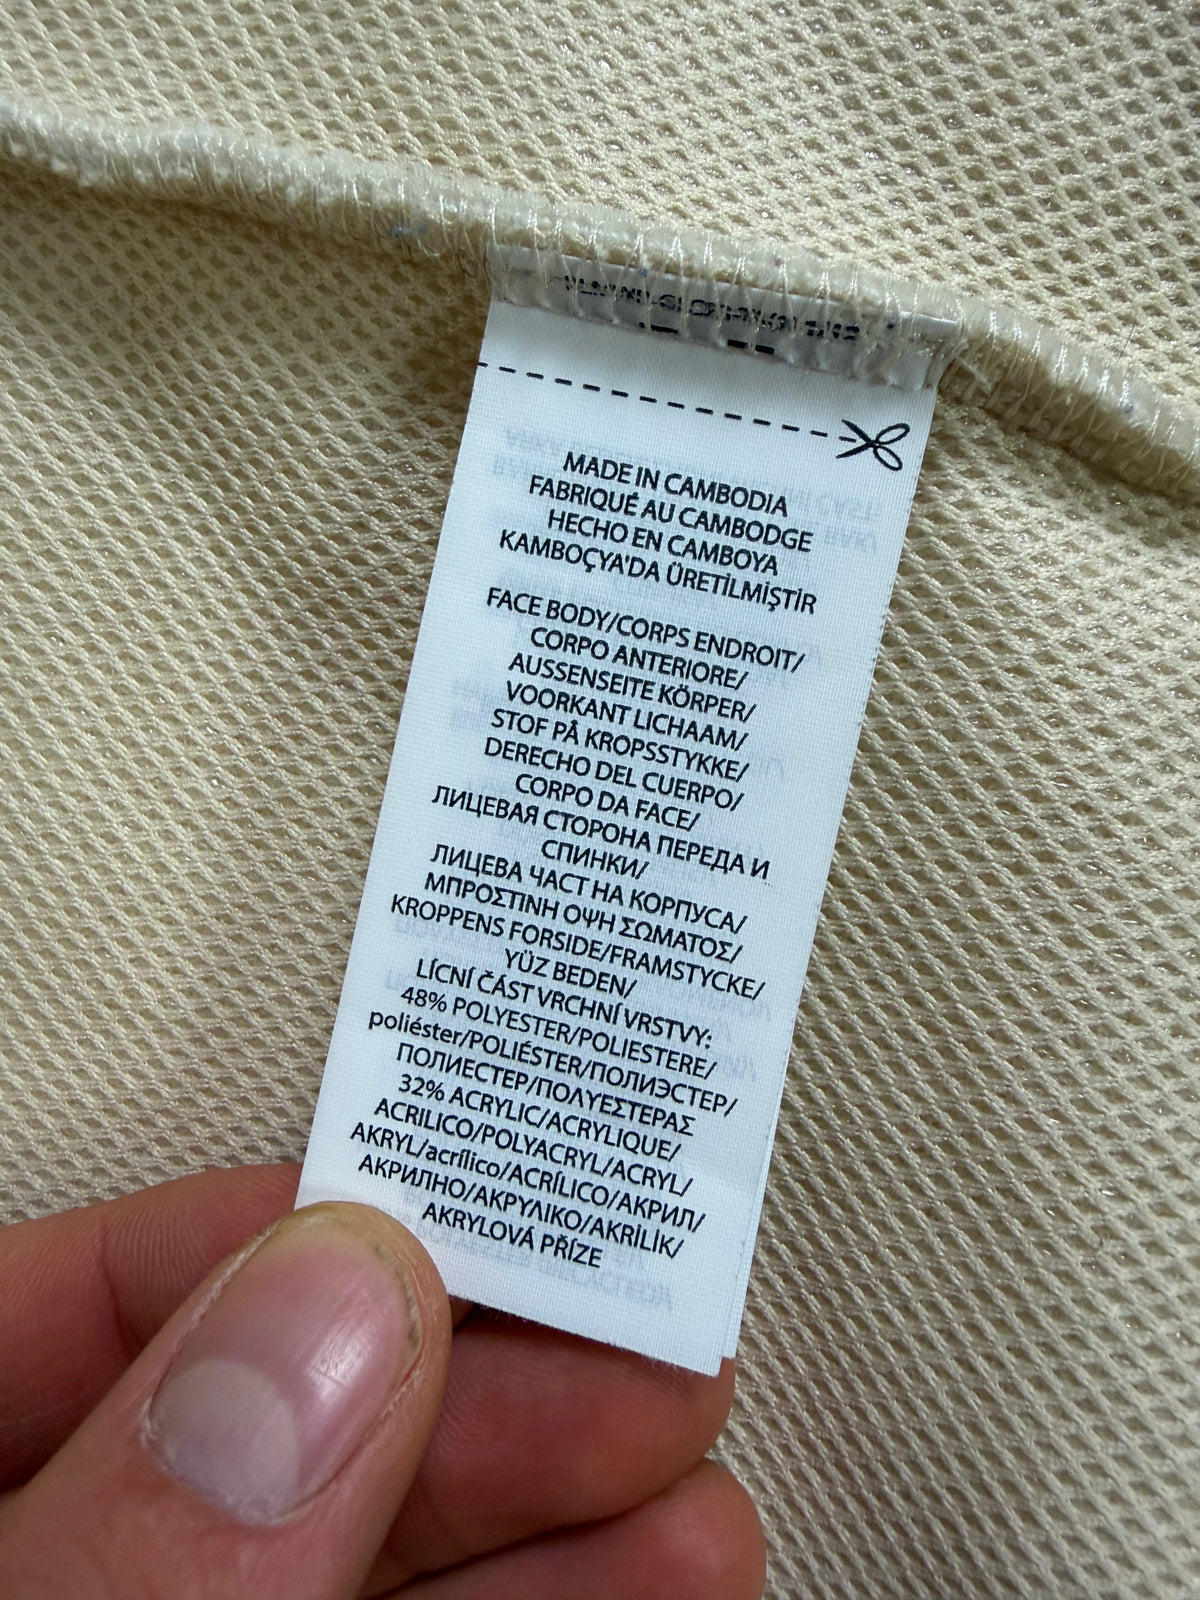 MADE IN CAMBODIA
FABRIQUÉ AU CAMBODGE
HECHO EN CAMBOYA
KAMBOÇYA'DA ÜRETİLMİŞTİR
FACE BODY/CORPS ENDROIT/
CORPO ANTERIORE/
AUSSENSEITE KÖRPER/
VOORKANT LICHAAM/
STOF PÅ KROPSSTYKKE/
DERECHO DEL CUERPO/
CORPO DA FACE/
ЛИЦЕВАЯ СТОРОНА ПЕРЕДА И
СПИНКИ/
ЛИЦЕВА ЧАСТ НА КОРПУСА/
ΜΠΡΟΣΤΙΝΗ ΟΨΗ ΣΩΜΑΤΟΣ/
KROPPENS FORSIDE/FRAMSTYCKE/
YÜZ BEDEN/
LÍCNÍ ČÁST VRCHNÍ VRSTVY:
48% POLYESTER/POLIESTERE/
poliéster/POLIÉSTER/ПОЛИЭСТЕР/
ПОЛИЕСТЕР/ΠΟΛΥΕΣΤΕΡΑΣ
32% ACRYLIC/ACRYLIQUE/
ACRILICO/POLYACRYL/ACRYL/
AKRYL/acrílico/ACRÍLICO/АКРИЛ/
АКРИЛНО/ΑΚΡΥΛΙΚΟ/AKRİLİK/
AKRYLOVÁ PŘÍZE